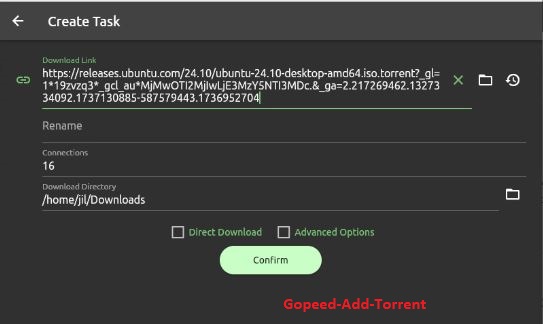 Create Task
Download Link
https://releases.ubuntu.com/24.10/ubuntu-24.10-desktop-amd64.iso.torrent?_gl=
1*19zvzq3*_gcl_au*MjMwOTI2MjIwLjE3MzY5NTI3MDc.&_ga=2.217269462.13273
34092.1737130885-587579443.1736952704
Rename
Connections
16
Download Directory
/home/jil/Downloads
Direct Download
Advanced Options
Confirm
Gopeed-Add-Torrent